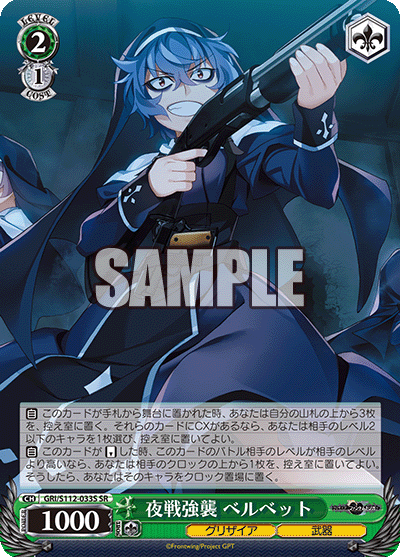 LEVEL
2
1
COST
SAMPLE
このカードが手札から舞台に置かれた時、あなたは自分の山札の上から3枚
を、控え室に置く。それらのカードにCXがあるなら、あなたは相手のレベル2
以下のキャラを1枚選び、控え室に置いてよい。
このカードが した時、このカードのバトル相手のレベルが相手のレベル
より高いなら、あなたは相手のクロックの上から1枚を、控え室に置いてよ
い。そうしたら、そのキャラを相手のクロック置場に置く。
GRI/S112-033S SR
1000
夜戦強襲 ベルベット
グリザイア
武器
©Frontwing/Project GPT